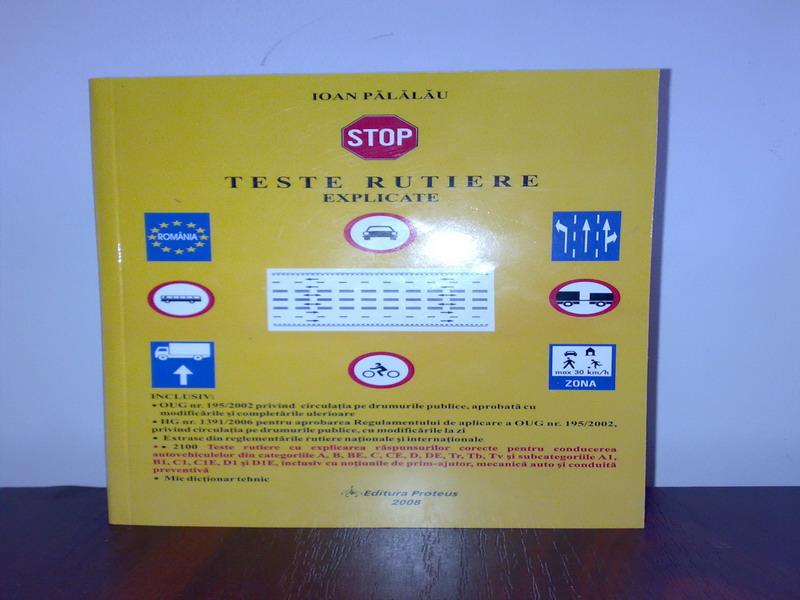 IOAN PĂLĂLĂU
STOP
TESTE RUTIERE
EXPLICATE
ROMÂNIA
max 30 km/h
ZONA
INCLUSIV:
• OUG nr. 195/2002 privind circulația pe drumurile publice, aprobată cu
modificările și completările ulerioare
• HG nr. 1391/2006 pentru aprobarea Regulamentului de aplicare a OUG nr. 195/2002,
privind circulația pe drumurile publice, cu modificările la zi
• Extrase din reglementările rutiere naționale și internaționale
• • 2100 Teste rutiere cu explicarea răspunsurilor corecte pentru conducerea
autovehiculelor din categoriile A, B, BE, C, CE, D, DE, Tr, Tb, Tv și subcategoriile A1,
B1, C1, C1E, D1 și D1E, inclusiv cu noțiunile de prim-ajutor, mecanică auto și conduită
preventivă
• Mic dicționar tehnic
Editura Proteus
2008